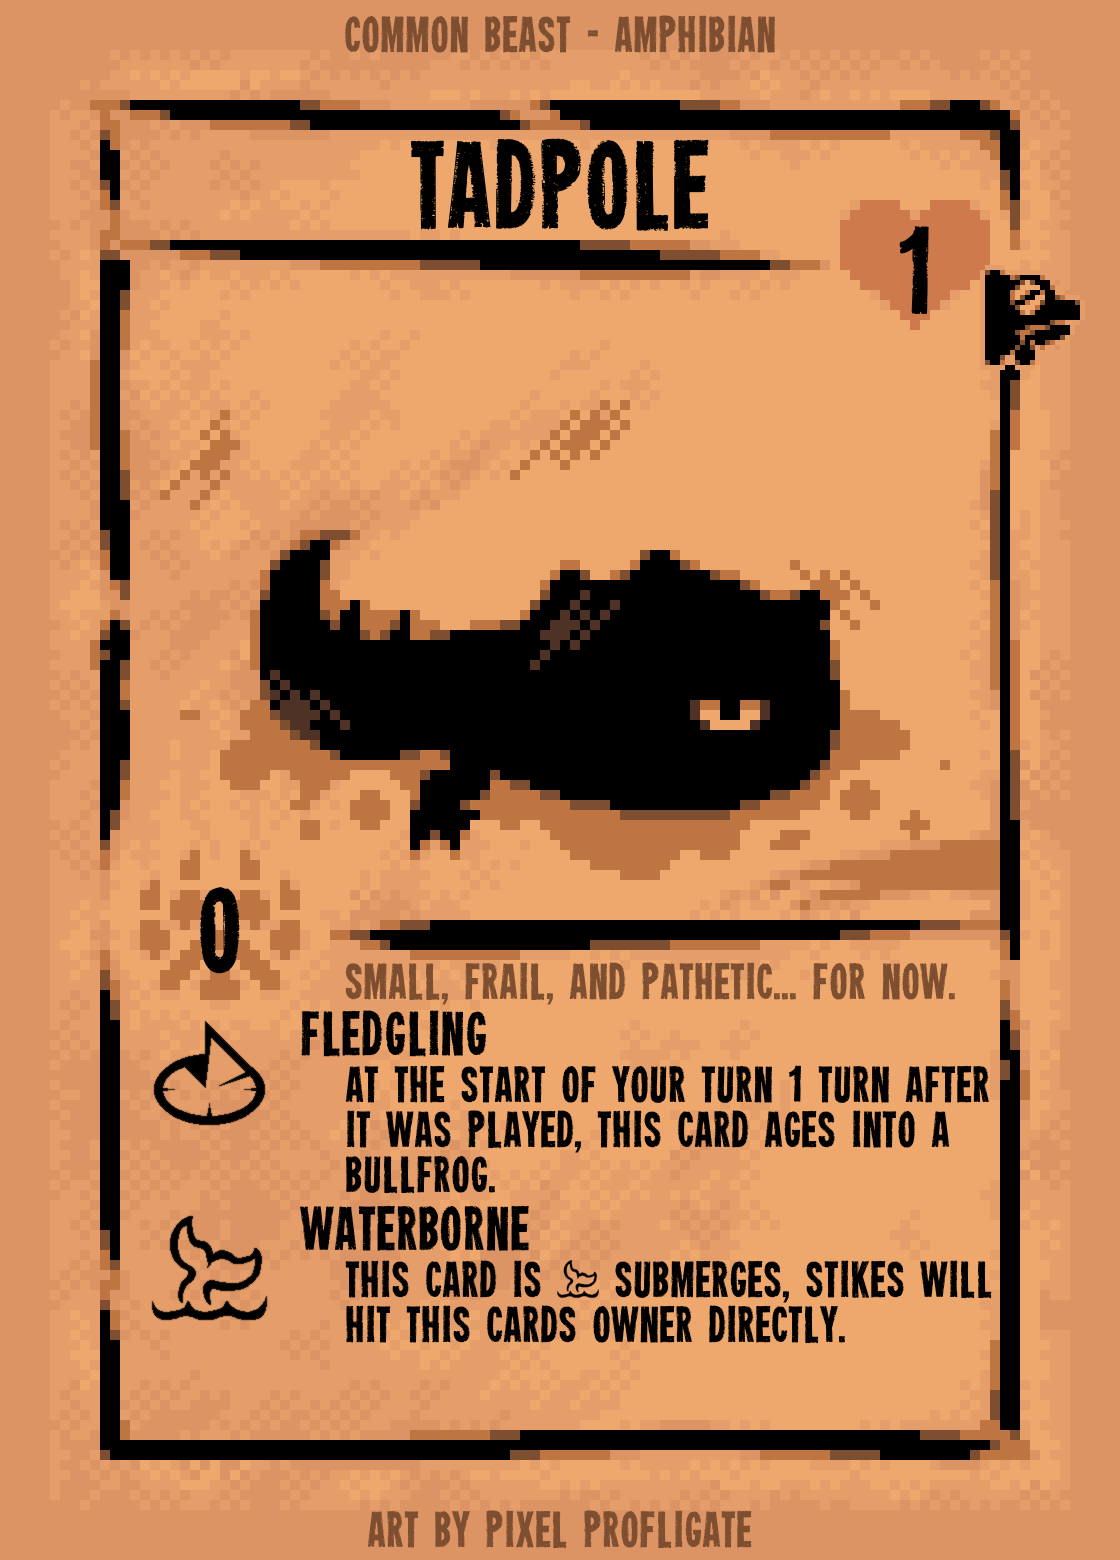 COMMON BEAST - AMPHIBIAN
TADPOLE
1
0
SMALL, FRAIL, AND PATHETIC... FOR NOW.
FLEDGLING
AT THE START OF YOUR TURN 1 TURN AFTER
IT WAS PLAYED, THIS CARD AGES INTO A
BULLFROG.
WATERBORNE
THIS CARD IS SUBMERGES, STIKES WILL
HIT THIS CARDS OWNER DIRECTLY.
ART BY PIXEL PROFLIGATE